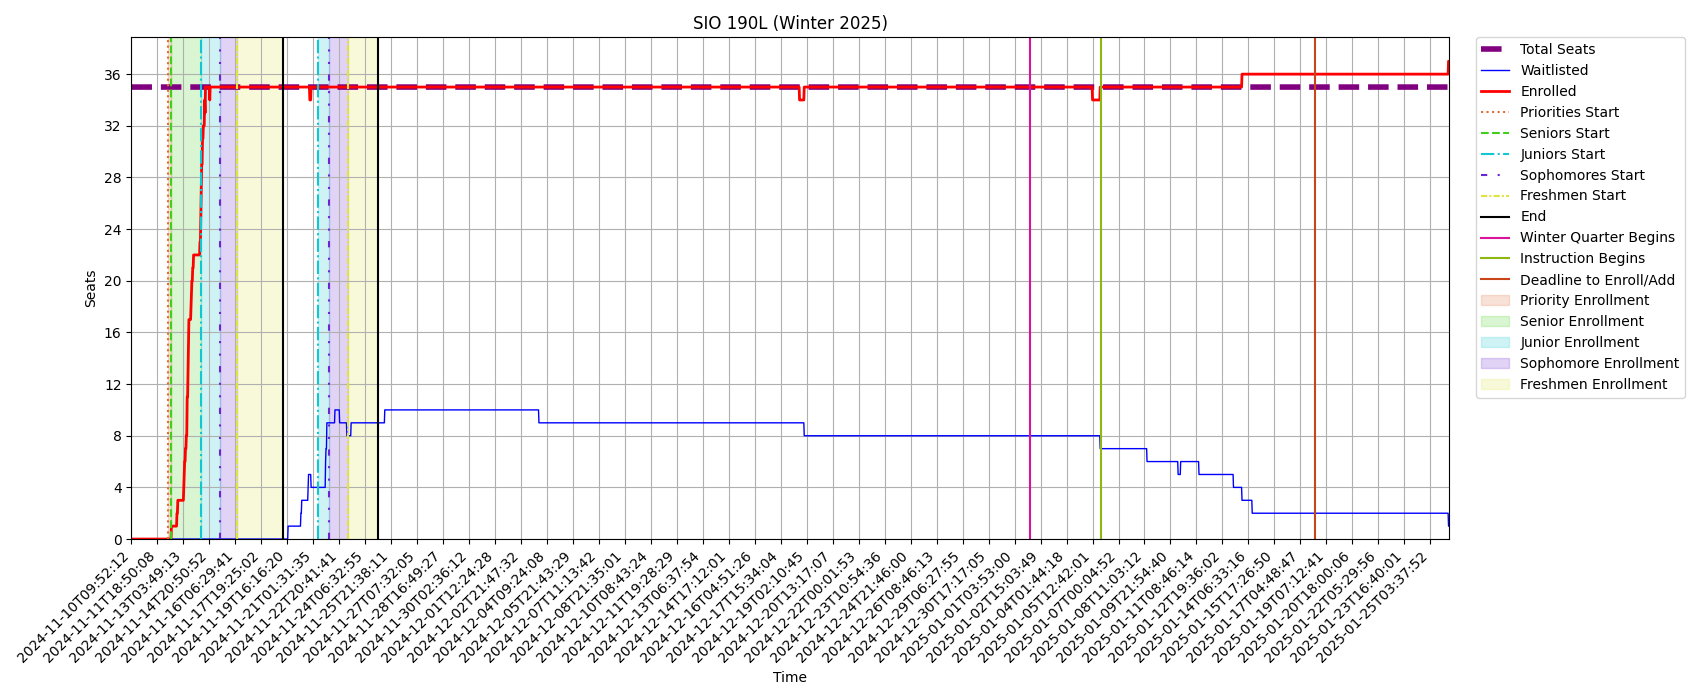 SIO 190L (Winter 2025)
Seats
36
32
28
24
20
16
12
8
4
0
2024-11-10T09:52:12
2024-11-11T18:50:08
2024-11-13T03:49:13
2024-11-14T20:50:52
2024-11-16T06:29:41
2024-11-17T19:25:02
2024-11-19T16:16:20
2024-11-21T01:31:35
2024-11-22T20:41:41
2024-11-24T06:32:55
2024-11-25T21:38:11
2024-11-27T07:32:05
2024-11-28T16:49:27
2024-11-30T02:36:12
2024-12-01T12:24:28
2024-12-02T21:47:32
2024-12-04T09:24:08
2024-12-05T21:43:29
2024-12-07T11:13:42
2024-12-08T21:35:01
2024-12-10T08:43:24
2024-12-11T19:28:29
2024-12-13T06:37:54
2024-12-14T17:12:01
2024-12-16T04:51:26
2024-12-17T15:34:04
2024-12-19T02:10:45
2024-12-20T13:17:07
2024-12-22T00:01:53
2024-12-23T10:54:36
2024-12-24T21:46:00
2024-12-26T08:46:13
2024-12-29T06:27:55
2024-12-30T17:17:05
2025-01-01T03:53:00
2025-01-02T15:03:49
2025-01-04T01:44:18
2025-01-05T12:42:01
2025-01-07T00:04:52
2025-01-08T11:03:12
2025-01-09T21:54:40
2025-01-11T08:46:14
2025-01-12T19:36:02
2025-01-14T06:33:16
2025-01-15T17:26:50
2025-01-17T04:48:47
2025-01-19T07:12:41
2025-01-20T18:00:06
2025-01-22T05:29:56
2025-01-23T16:40:01
2025-01-25T03:37:52
Time
Total Seats
Waitlisted
Enrolled
Priorities Start
Seniors Start
Juniors Start
Sophomores Start
Freshmen Start
End
Winter Quarter Begins
Instruction Begins
Deadline to Enroll/Add
Priority Enrollment
Senior Enrollment
Junior Enrollment
Sophomore Enrollment
Freshmen Enrollment